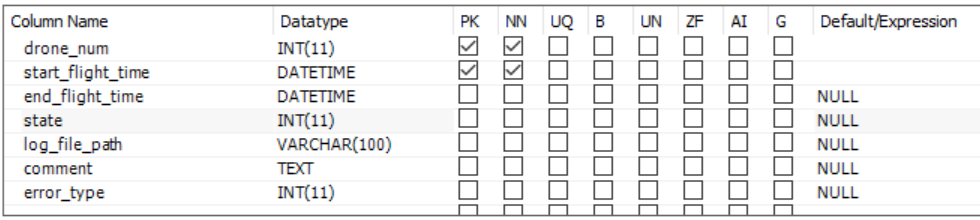 Column Name Datatype PK NN UQ B UN ZF AI G Default/Expression
drone_num INT(11)
start_flight_time DATETIME
end_flight_time DATETIME NULL
state INT(11) NULL
log_file_path VARCHAR(100) NULL
comment TEXT NULL
error_type INT(11) NULL